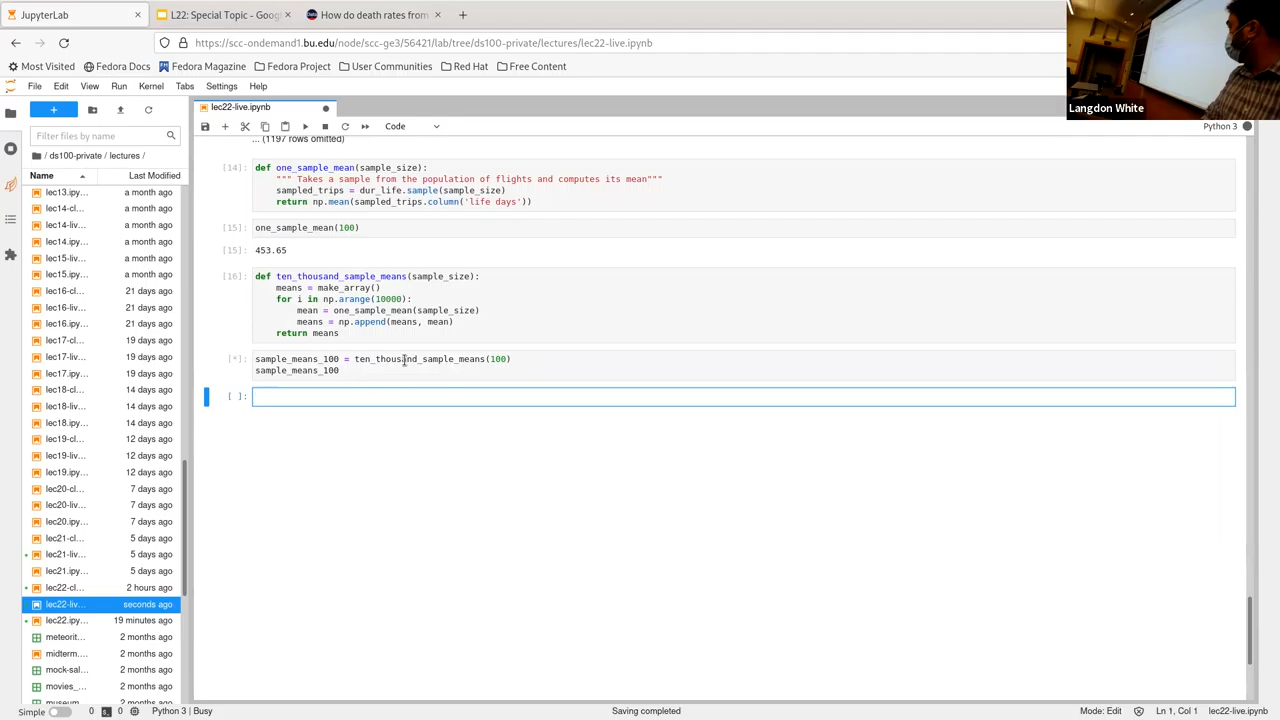 JupyterLab
L22: Special Topic - Goog
How do death rates from
https://scc-ondemand1.bu.edu/node/scc-ge3/56421/lab/tree/ds100-private/lectures/lec22-live.ipynb
Most Visited
Fedora Docs
Fedora Magazine
Fedora Project
User Communities
Red Hat
Free Content
Langdon White
File Edit View Run Kernel Tabs Settings Help
lec22-live.ipynb
Code
Python 3
Filter files by name
/ ds100-private / lectures /
Name Last Modified
lec13.ipy... a month ago
lec14-cl... a month ago
lec14-liv... a month ago
lec14.ipy... a month ago
lec15-liv... a month ago
lec15.ipy... a month ago
lec16-cl... 21 days ago
lec16-liv... 21 days ago
lec16.ipy... 21 days ago
lec17-cl... 19 days ago
lec17-liv... 19 days ago
lec17.ipy... 19 days ago
lec18-cl... 14 days ago
lec18-liv... 14 days ago
lec18.ipy... 14 days ago
lec19-cl... 12 days ago
lec19-liv... 12 days ago
lec19.ipy... 12 days ago
lec20-cl... 7 days ago
lec20-liv... 7 days ago
lec20.ipy... 7 days ago
lec21-cl... 5 days ago
lec21-liv... 5 days ago
lec21.ipy... 5 days ago
lec22-cl... 2 hours ago
lec22-liv... seconds ago
lec22.ipy... 19 minutes ago
meteorit... 2 months ago
midterm.... 2 months ago
mock-sal... 2 months ago
movies_... 2 months ago
museum... 2 months ago
... (1197 rows omitted)
[14]: def one_sample_mean(sample_size):
""" Takes a sample from the population of flights and computes its mean"""
sampled_trips = dur_life.sample(sample_size)
return np.mean(sampled_trips.column('life days'))
[15]: one_sample_mean(100)
[15]: 453.65
[16]: def ten_thousand_sample_means(sample_size):
means = make_array()
for i in np.arange(10000):
mean = one_sample_mean(sample_size)
means = np.append(means, mean)
return means
[*]: sample_means_100 = ten_thousand_sample_means(100)
sample_means_100
[ ]:
Simple 0 0 Python 3 | Busy
Saving completed
Mode: Edit Ln 1, Col 1 lec22-live.ipynb